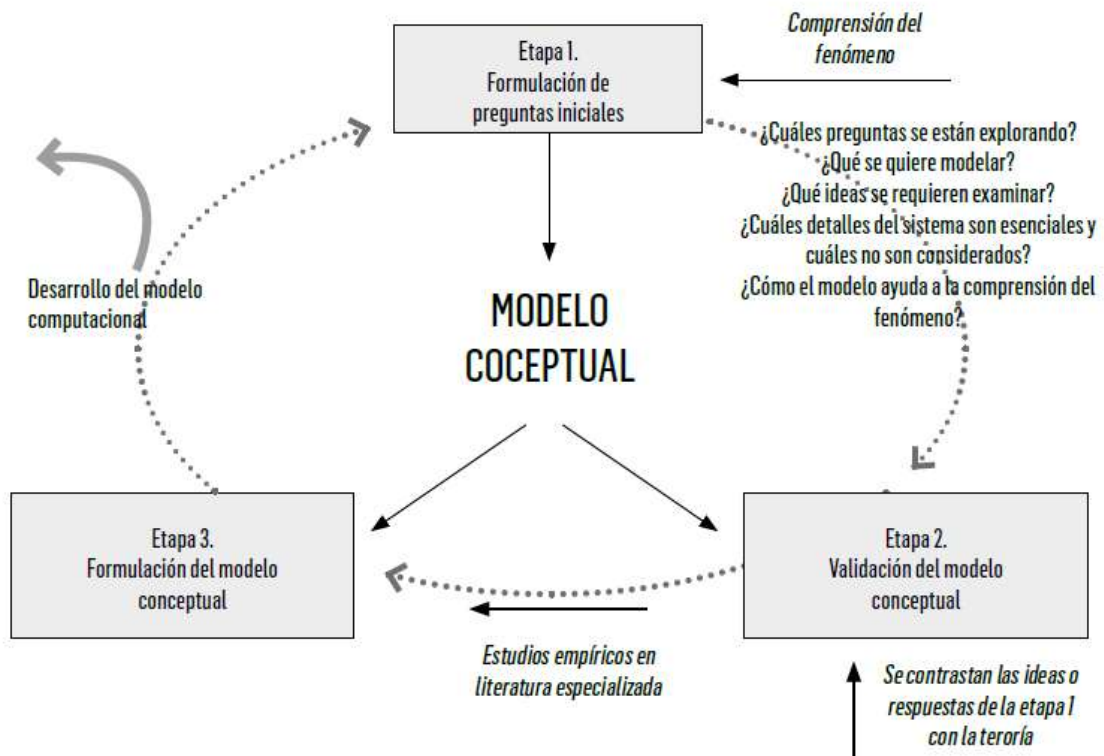 Etapa 1.
Formulación de
preguntas iniciales
Comprensión del
fenómeno
¿Cuáles preguntas se están explorando?
¿Qué se quiere modelar?
¿Qué ideas se requieren examinar?
¿Cuáles detalles del sistema son esenciales y
cuáles no son considerados?
¿Cómo el modelo ayuda a la comprensión del
fenómeno?
Desarrollo del modelo
computacional
MODELO
COCEPTUAL
Etapa 3.
Formulación del modelo
conceptual
Etapa 2.
Validación del modelo
conceptual
Estudios empíricos en
literatura especializada
Se contrastan las ideas o
respuestas de la etapa 1
con la teroría